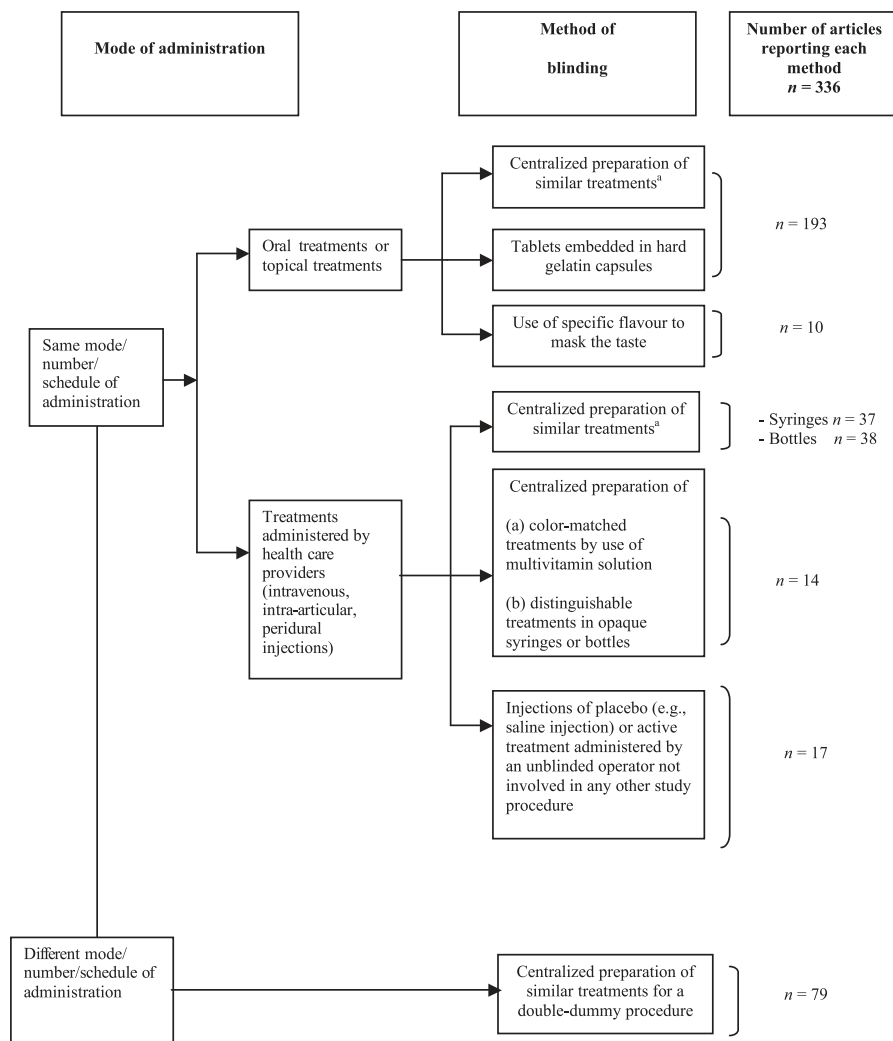 Mode of administration
Method of
blinding
Number of articles
reporting each
method
n = 336
Centralized preparation of
similar treatmentsa
Oral treatments or
topical treatments
Tablets embedded in hard
gelatin capsules
n = 193
Use of specific flavour to
mask the taste
n = 10
Same mode/
number/
schedule of
administration
Centralized preparation of
similar treatmentsa
- Syringes n = 37
- Bottles n = 38
Treatments
administered by
health care
providers
(intravenous,
intra-articular,
peridural
injections)
Centralized preparation of
(a) color-matched
treatments by use of
multivitamin solution
(b) distinguishable
treatments in opaque
syringes or bottles
n = 14
Injections of placebo (e.g.,
saline injection) or active
treatment administered by
an unblinded operator not
involved in any other study
procedure
n = 17
Different mode/
number/schedule of
administration
Centralized preparation of
similar treatments for a
double-dummy procedure
n = 79